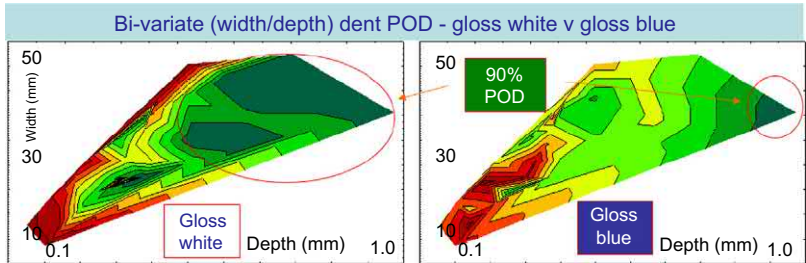 Bi-variate (width/depth) dent POD - gloss white v gloss blue
50
Width (mm)
30
10
0.1
Gloss
white
Depth (mm)
1.0
90%
POD
50
30
10
0.1
Gloss
blue
Depth (mm)
1.0